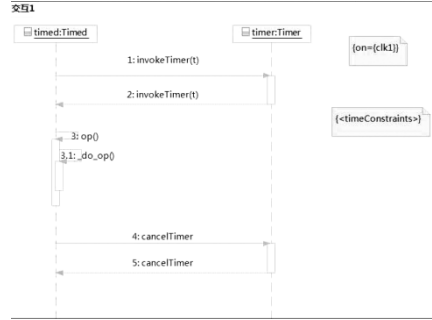 交互1
timed:Timed
timer:Timer
{on={clk1}}
1: invokeTimer(t)
2: invokeTimer(t)
{<timeConstraints>}
3: op()
3,1: _do_op()
4: cancelTimer
5: cancelTimer